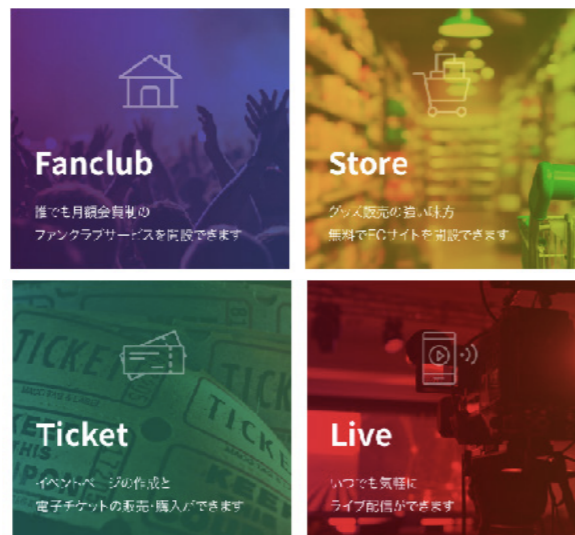 Fanclub
誰でも月額会員制の
ファンクラブサービスを開設できます
Store
グッズ販売の強い味方
無料でECサイトを開設できます
TICKET
TICK
TICKE
Ticket
イベントページの作成と
電子チケットの販売・購入ができます
Live
いつでも気軽に
ライブ配信ができます